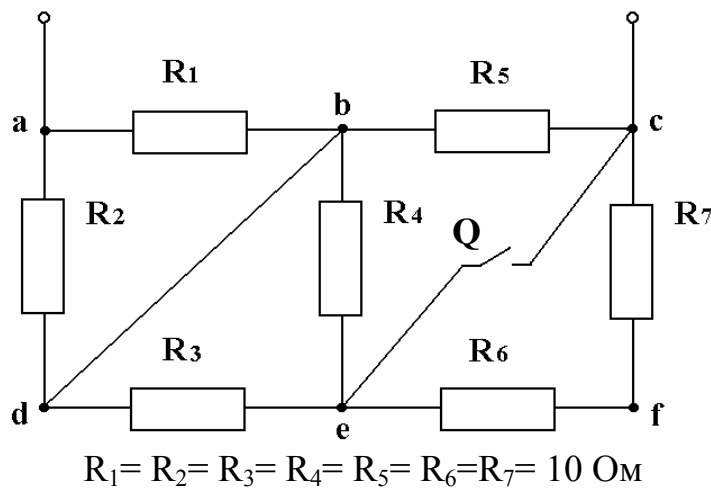 R₁ R₅
a b c
R₂ R₄ Q R₇
R₃ R₆
d e f
R₁= R₂= R₃= R₄= R₅= R₆=R₇= 10 Ом